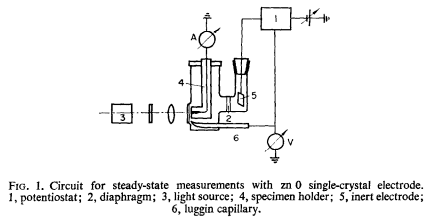 A
1
4
5
3
2
6
V
FIG. 1. Circuit for steady-state measurements with zn O single-crystal electrode.
1, potentiostat; 2, diaphragm; 3, light source; 4, specimen holder; 5, inert electrode;
6, luggin capillary.